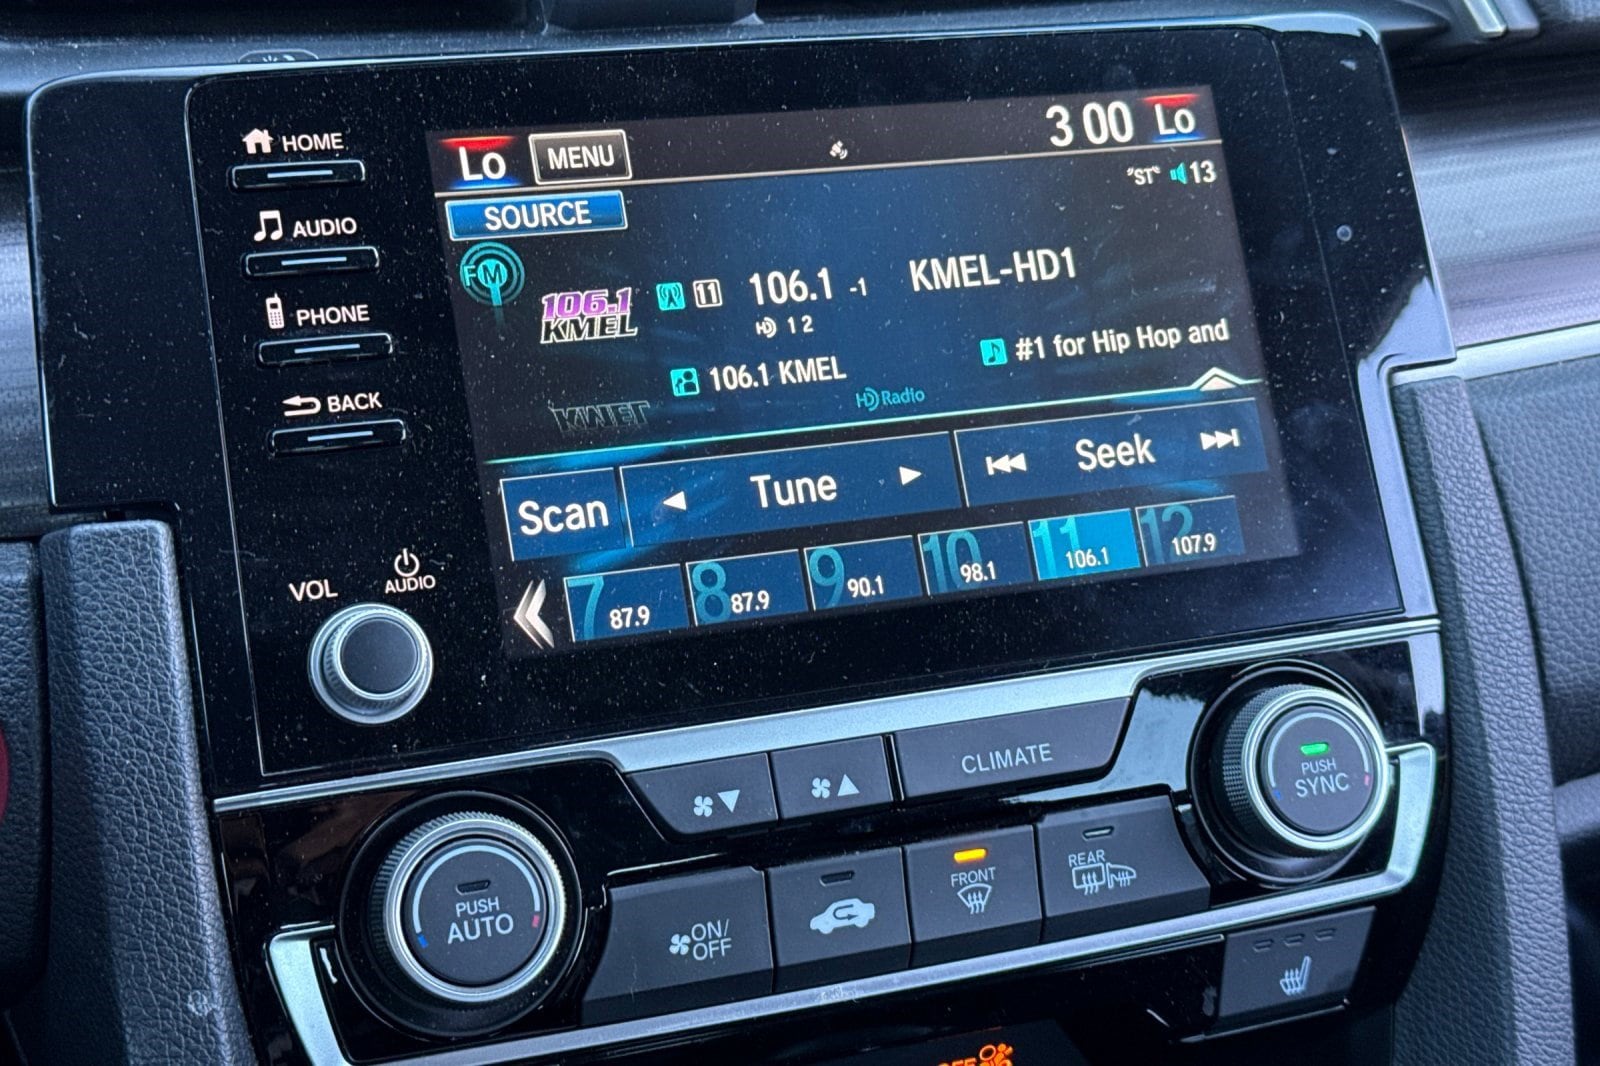 HOME
AUDIO
PHONE
BACK
VOL
AUDIO
Lo
MENU
3 00
Lo
SOURCE
"ST"
13
FM
106.1
KMEL
11
106.1 -1
KMEL-HD1
HD 1 2
106.1 KMEL
#1 for Hip Hop and
HD Radio
Scan
Tune
Seek
7 87.9
8 87.9
9 90.1
10 98.1
11 106.1
12 107.9
CLIMATE
PUSH
SYNC
PUSH
AUTO
ON/
OFF
FRONT
REAR